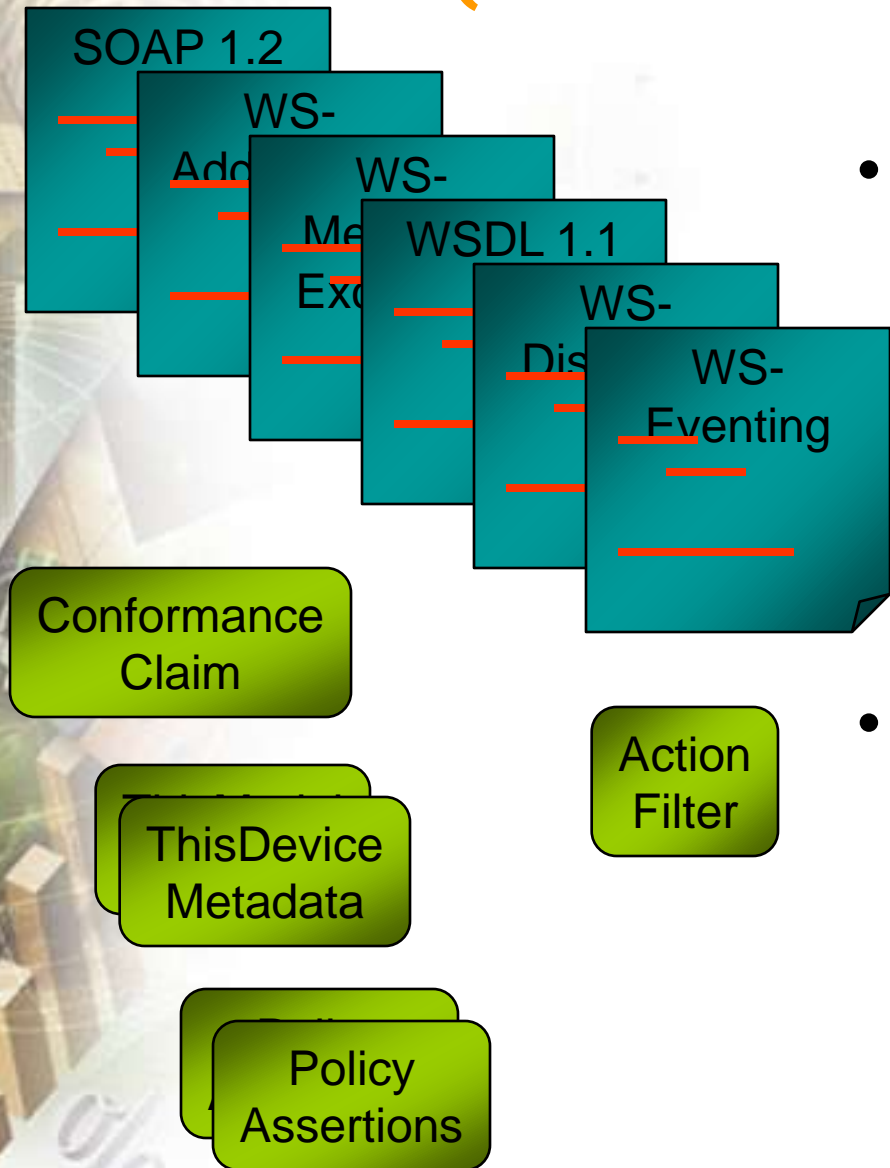 SOAP 1.2
WS-
WS-
WSDL 1.1
WS-
WS-
Eventing
Conformance
Claim
Action
Filter
ThisDevice
Metadata
Policy
Assertions